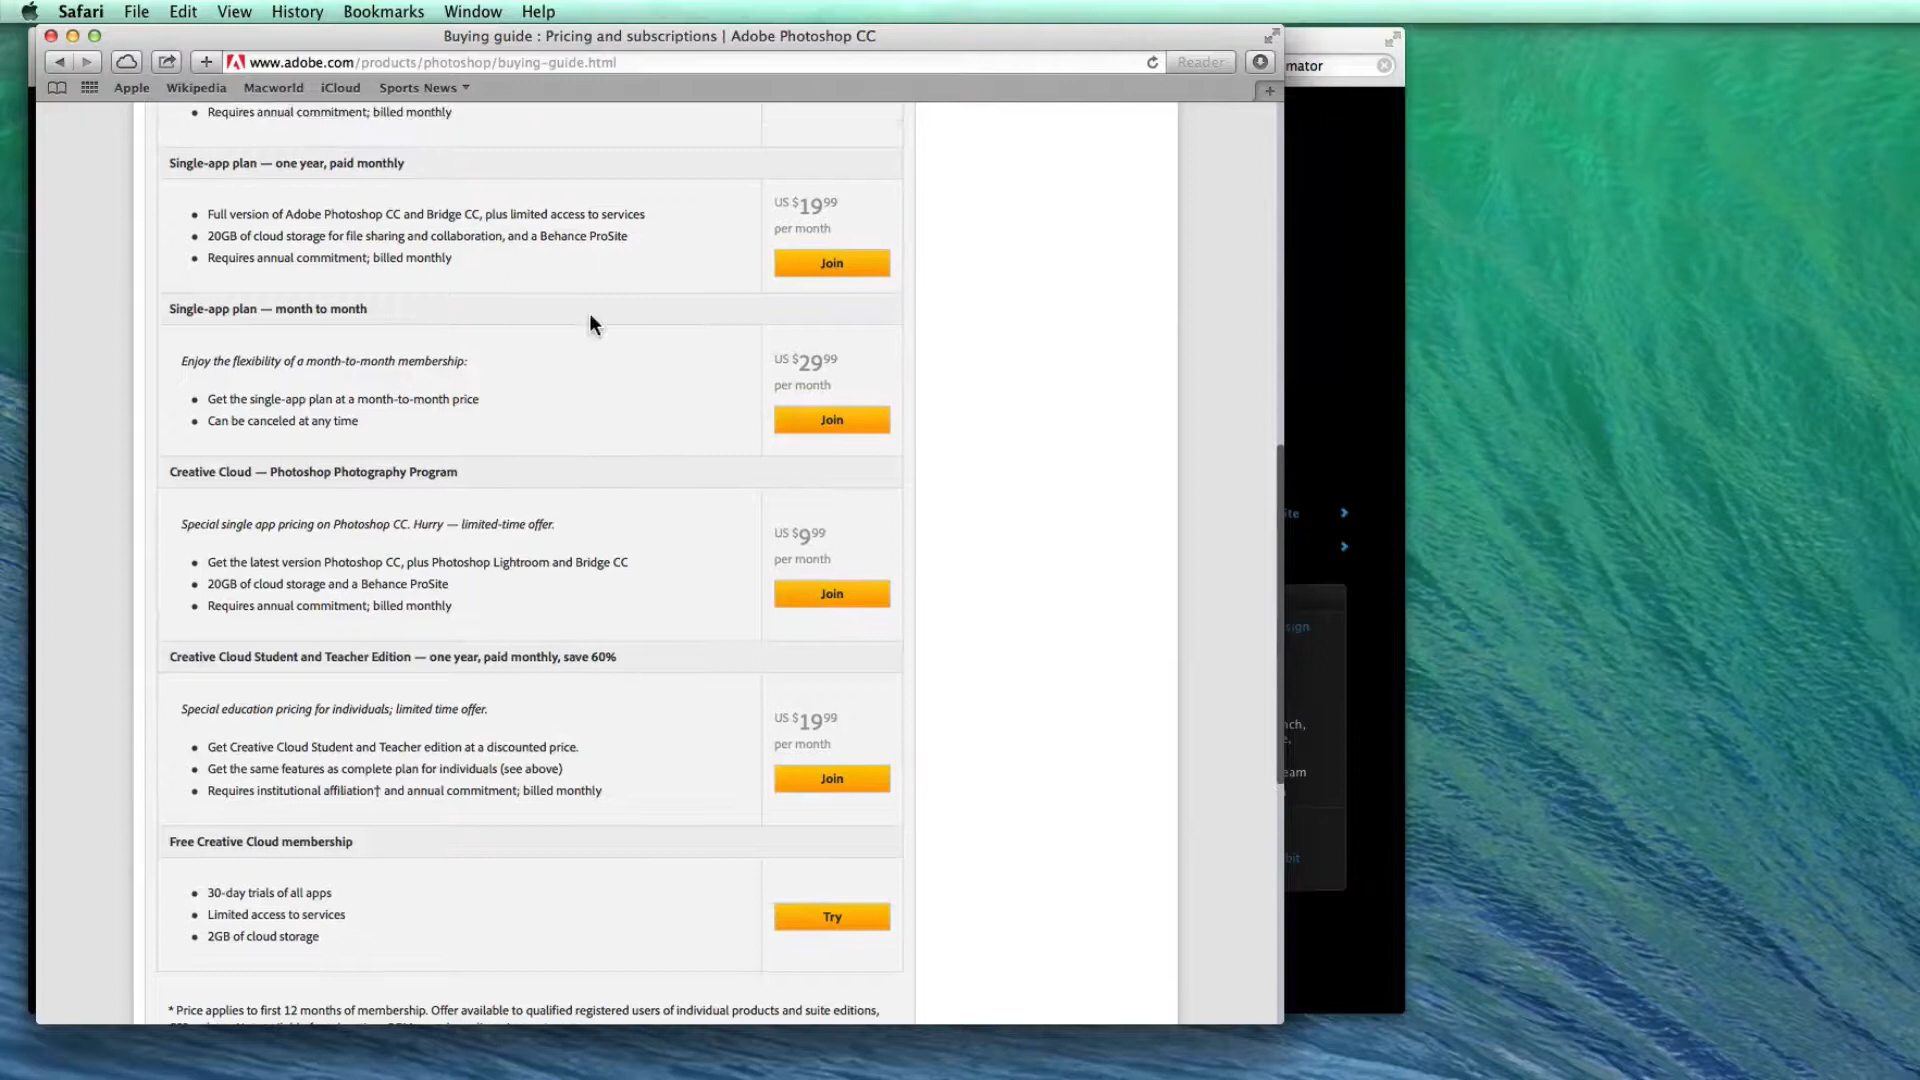 Safari File Edit View History Bookmarks Window Help
Buying guide : Pricing and subscriptions | Adobe Photoshop CC
www.adobe.com/products/photoshop/buying-guide.html
Reader
mator
Apple Wikipedia Macworld iCloud Sports News
Requires annual commitment; billed monthly
Single-app plan — one year, paid monthly
Full version of Adobe Photoshop CC and Bridge CC, plus limited access to services
20GB of cloud storage for file sharing and collaboration, and a Behance ProSite
Requires annual commitment; billed monthly
US $19.99
per month
Join
Single-app plan — month to month
Enjoy the flexibility of a month-to-month membership:
Get the single-app plan at a month-to-month price
Can be canceled at any time
US $29.99
per month
Join
Creative Cloud — Photoshop Photography Program
Special single app pricing on Photoshop CC. Hurry — limited-time offer.
Get the latest version Photoshop CC, plus Photoshop Lightroom and Bridge CC
20GB of cloud storage and a Behance ProSite
Requires annual commitment; billed monthly
US $9.99
per month
Join
Creative Cloud Student and Teacher Edition — one year, paid monthly, save 60%
Special education pricing for individuals; limited time offer.
Get Creative Cloud Student and Teacher edition at a discounted price.
Get the same features as complete plan for individuals (see above)
Requires institutional affiliation† and annual commitment; billed monthly
US $19.99
per month
Join
Free Creative Cloud membership
30-day trials of all apps
Limited access to services
2GB of cloud storage
Try
* Price applies to first 12 months of membership. Offer available to qualified registered users of individual products and suite editions,
ite
sign
nch,
e,
eam
bit